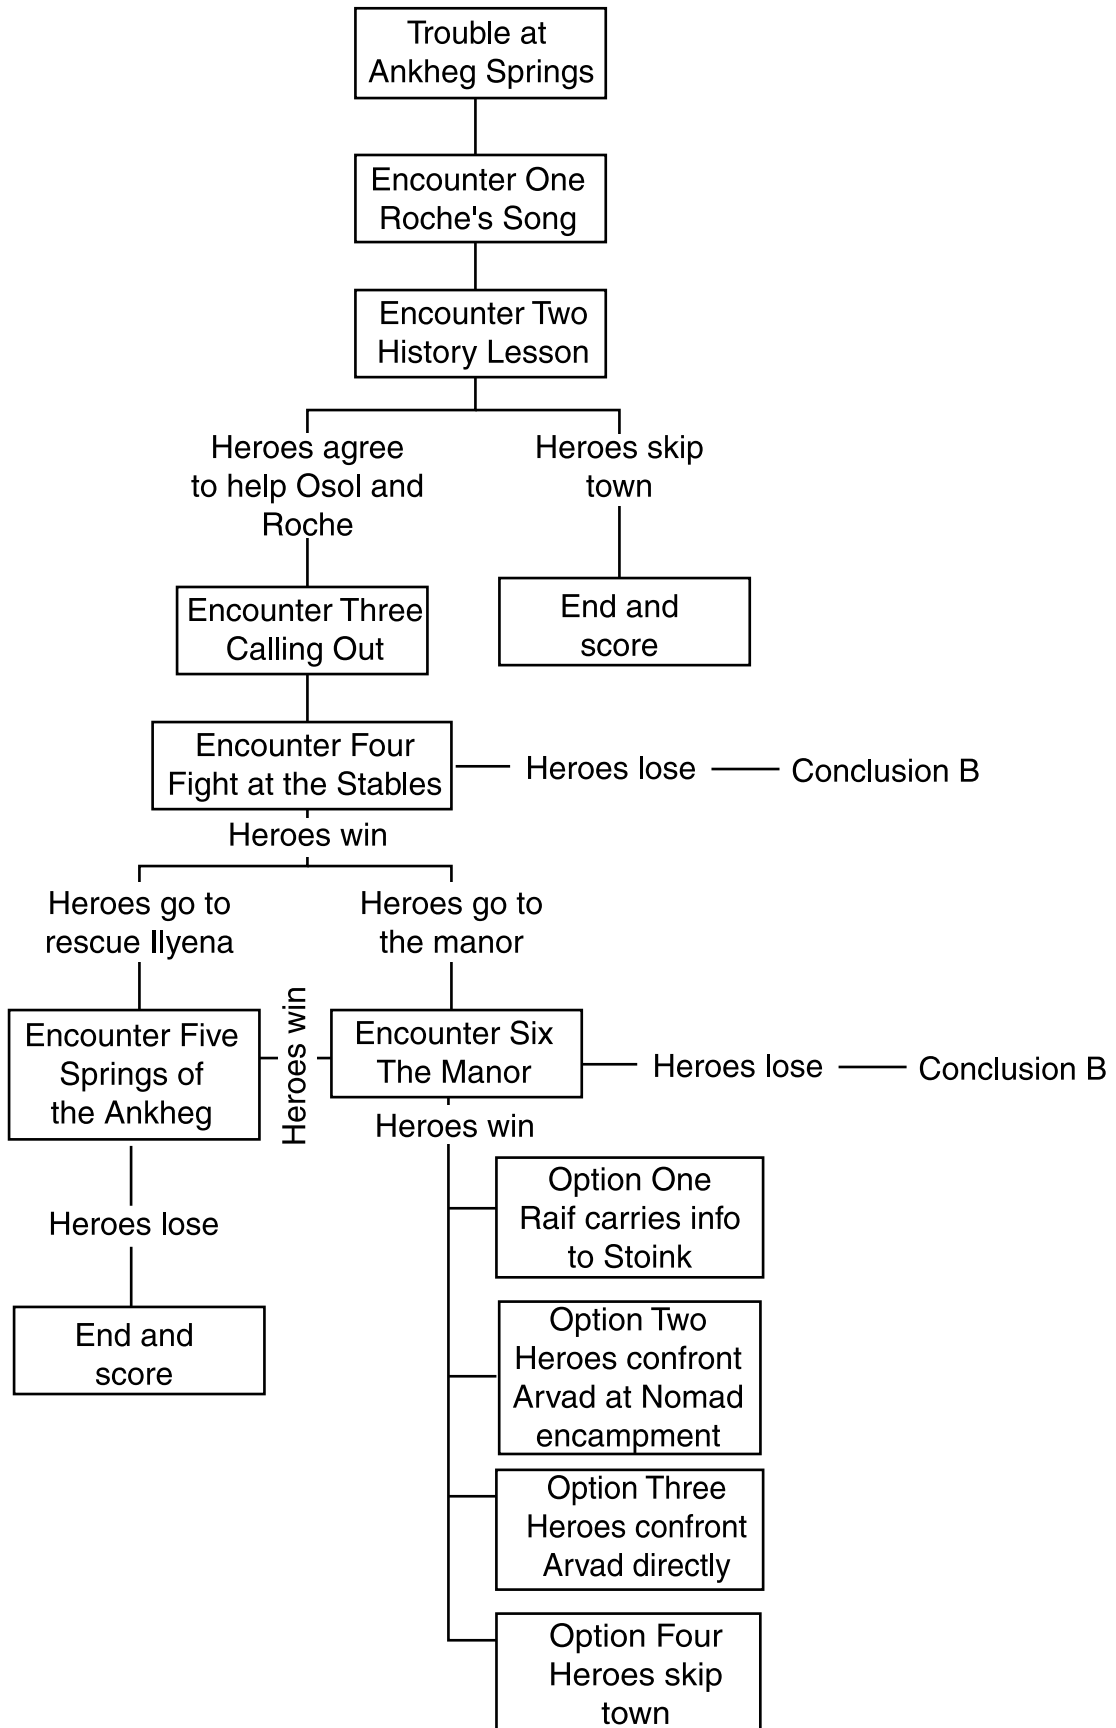 Trouble at
Ankheg Springs
Encounter One
Roche's Song
Encounter Two
History Lesson
Heroes agree
to help Osol and
Roche
Heroes skip
town
Encounter Three
Calling Out
End and
score
Encounter Four
Fight at the Stables
Heroes lose
Conclusion B
Heroes win
Heroes go to
rescue Ilyena
Heroes go to
the manor
Encounter Five
Springs of
the Ankheg
Heroes win
Encounter Six
The Manor
Heroes lose
Conclusion B
Heroes win
Heroes lose
End and
score
Option One
Raif carries info
to Stoink
Option Two
Heroes confront
Arvad at Nomad
encampment
Option Three
Heroes confront
Arvad directly
Option Four
Heroes skip
town